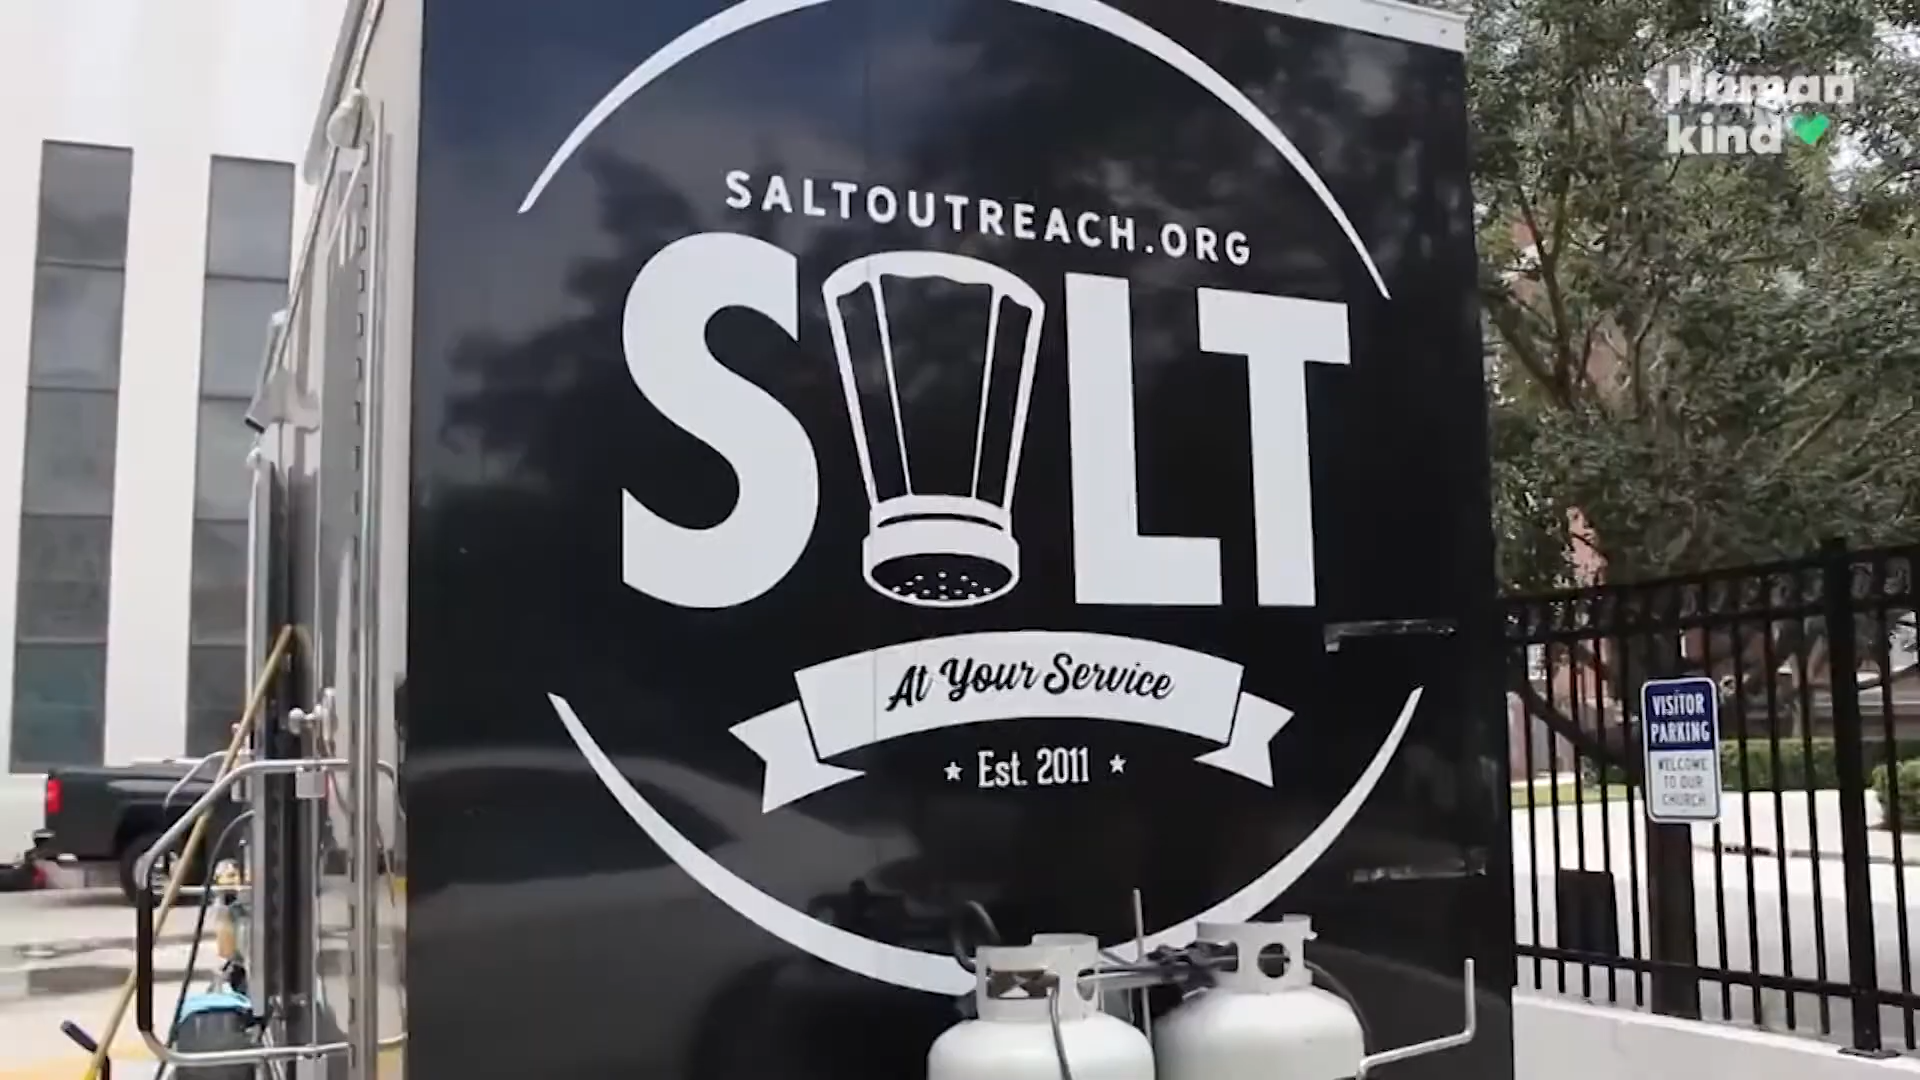 Human
kind
SALTOUTREACH.ORG
SALT
At Your Service
Est. 2011
VISITOR
PARKING
WELCOME
TO OUR
CHURCH